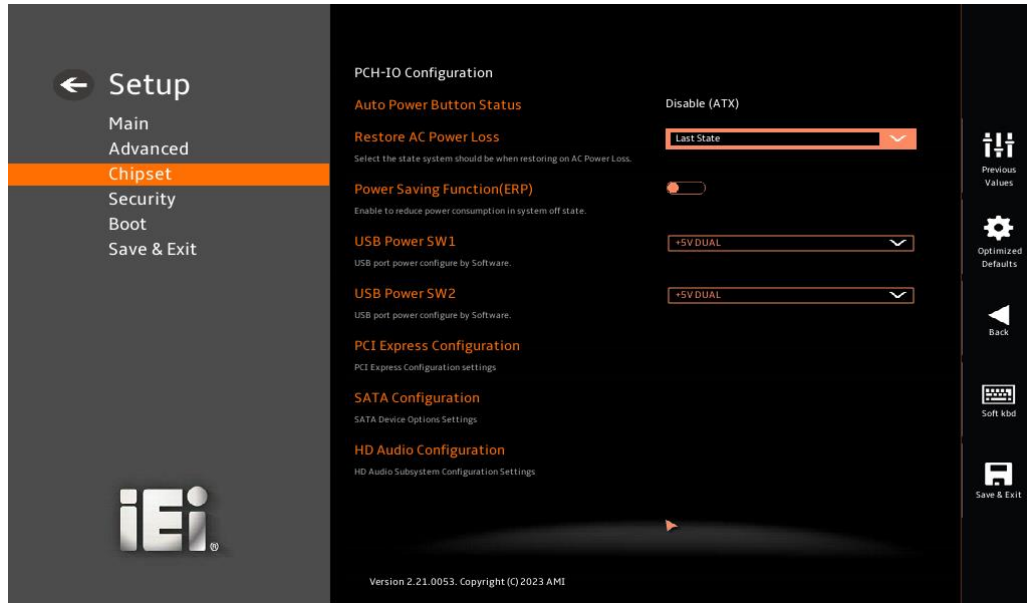 Setup
Main
Advanced
Chipset
Security
Boot
Save & Exit
iEi®
PCH-IO Configuration
Auto Power Button Status Disable (ATX)
Restore AC Power Loss Last State
Select the state system should be when restoring on AC Power Loss.
Power Saving Function(ERP)
Enable to reduce power consumption in system off state.
USB Power SW1 +5V DUAL
USB port power configure by Software.
USB Power SW2 +5V DUAL
USB port power configure by Software.
PCI Express Configuration
PCI Express Configuration settings
SATA Configuration
SATA Device Options Settings
HD Audio Configuration
HD Audio Subsystem Configuration Settings
Version 2.21.0053. Copyright (C) 2023 AMI
Previous
Values
Optimized
Defaults
Back
Soft kbd
Save & Exit